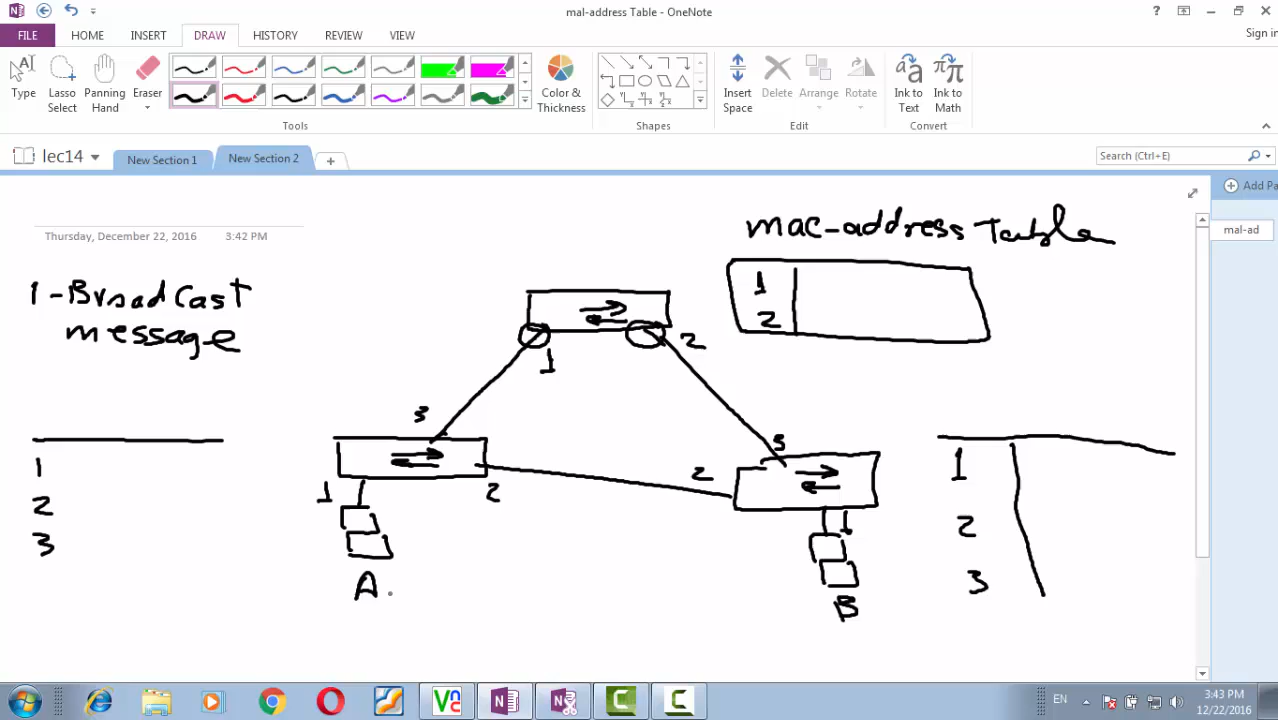 mal-address Table - OneNote
Sign in
FILE
HOME
INSERT
DRAW
HISTORY
REVIEW
VIEW
Type
Lasso Select
Panning Hand
Eraser
Color & Thickness
Insert Space
Delete
Arrange
Rotate
Ink to Text
Ink to Math
Tools
Shapes
Edit
Convert
lec14
New Section 1
New Section 2
Search (Ctrl+E)
Add Pa
mal-ad
Thursday, December 22, 2016 3:42 PM
mac-address Table
1
2
1-BroadCast
message
1
2
3
1
2
3
1
2
A
2
1
B
1
2
3
EN
3:43 PM
12/22/2016